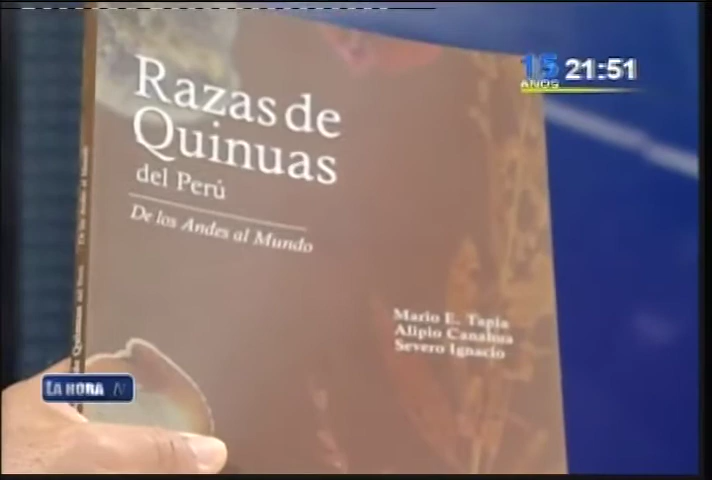 Razas de
Quinuas
del Perú
De los Andes al Mundo
Mario E. Tapia
Alipio Canahua
Severo Ignacio
15
AÑOS
21:51
LA HORA N